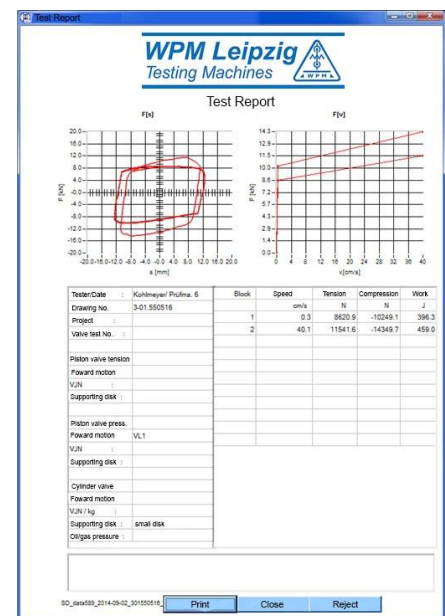 Test Report
WPM Leipzig
Testing Machines
WPM
Test Report
F[s]
F[v]
20.0
16.0
12.0
8.0
4.0
-0.0
-4.0
-8.0
-12.0
-16.0
-20.0
F [kN]
-20.0 -16.0 -12.0 -8.0 -4.0 -0.0 4.0 8.0 12.0 16.0 20.0
s [mm]
14.3
12.9
11.5
10.0
8.6
7.2
5.7
4.3
2.9
1.4
0.0
F [kN]
0 4 8 12 16 20 24 28 32 36 40
v[cm/s]
Tester/Date : Kohlmeyer/ Prüfma. 6
Drawing No. 3-01.550516
Project :
Valve test No. :
Piston valve tension
Foward motion
VJN :
Supporting disk :
Piston valve press.
Foward motion VL1
VJN :
Supporting disk :
Cylinder valve
Foward motion
VJN / kg :
Supporting disk : small disk
Oil/gas pressure :
Block Speed Tension Compression Work
cm/s N N J
1 0.3 8620.9 -10249.1 396.3
2 40.1 11541.6 -14349.7 459.0
SD_data589_2014-09-02_301550516_
Print Close Reject